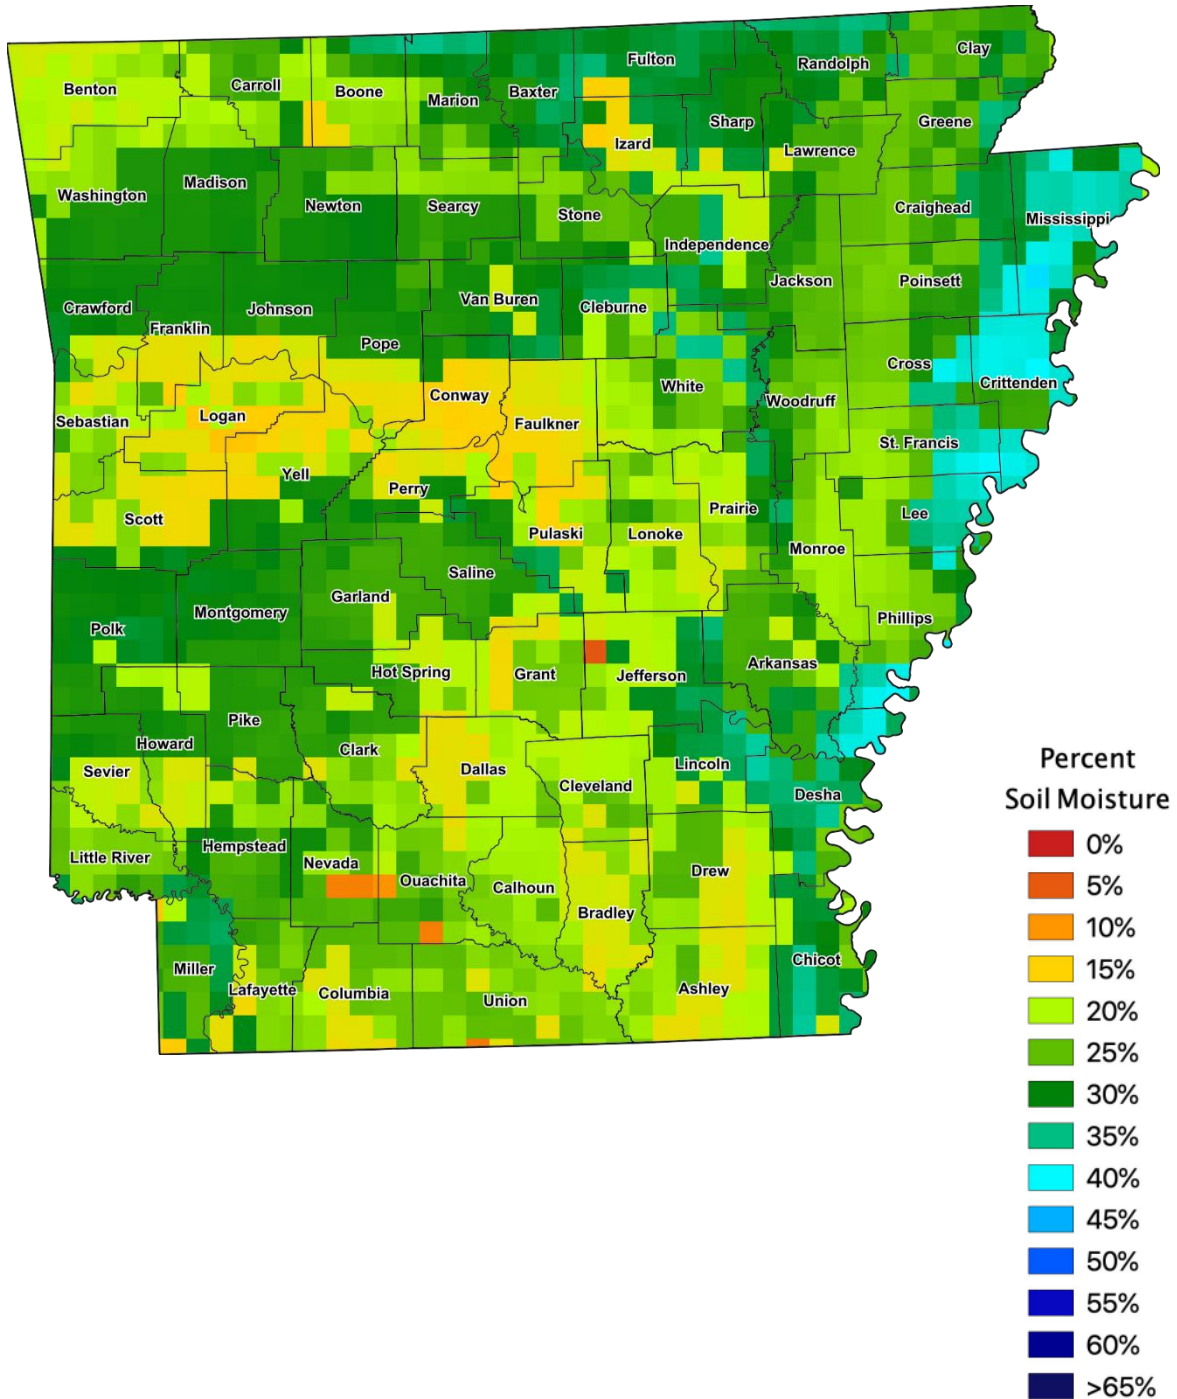 Fulton
Clay
Randolph
Carroll
Benton
Boone
Baxter
Marion
Sharp
Greene
Izard
Lawrence
Madison
Washington
Newton
Searcy
Stone
Craighead
Mississippi
Independence
Jackson
Poinsett
Van Buren
Crawford
Johnson
Cleburne
Franklin
Pope
Cross
Crittenden
White
Conway
Woodruff
Logan
Sebastian
Faulkner
St. Francis
Yell
Perry
Prairie
Lee
Scott
Pulaski
Lonoke
Monroe
Saline
Garland
Montgomery
Phillips
Polk
Arkansas
Hot Spring
Grant
Jefferson
Pike
Howard
Clark
Percent
Soil Moisture
Lincoln
Sevier
Dallas
Cleveland
Desha
0%
Hempstead
Little River
Nevada
Drew
5%
Ouachita
Calhoun
Bradley
10%
Chicot
Miller
15%
Lafayette
Columbia
Ashley
Union
20%
25%
30%
35%
40%
45%
50%
55%
60%
>65%